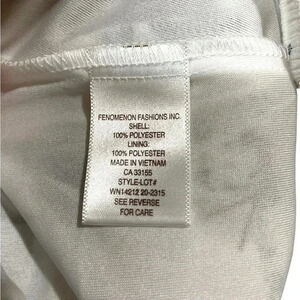 FENOMENON FASHIONS INC.
SHELL:
100% POLYESTER
LINING:
100% POLYESTER
MADE IN VIETNAM
CA 33155
STYLE-LOT#
WN14212 20-2315
SEE REVERSE
FOR CARE